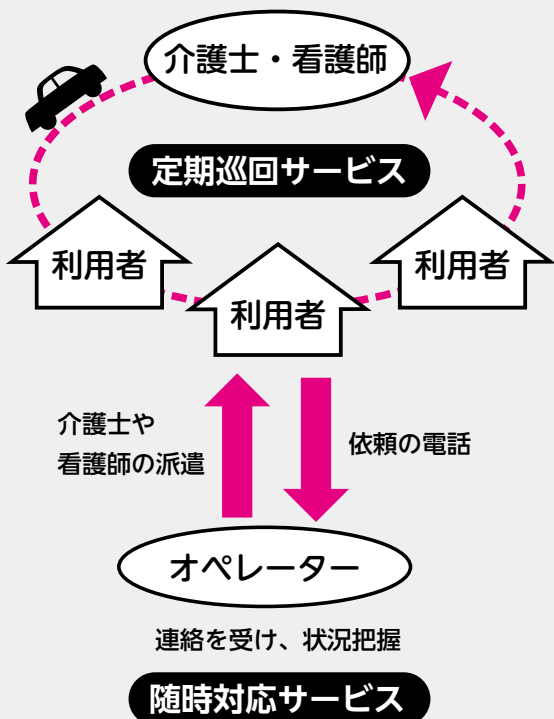 介護士・看護師
定期巡回サービス
利用者
利用者
利用者
介護士や
看護師の派遣
依頼の電話
オペレーター
連絡を受け、状況把握
随時対応サービス